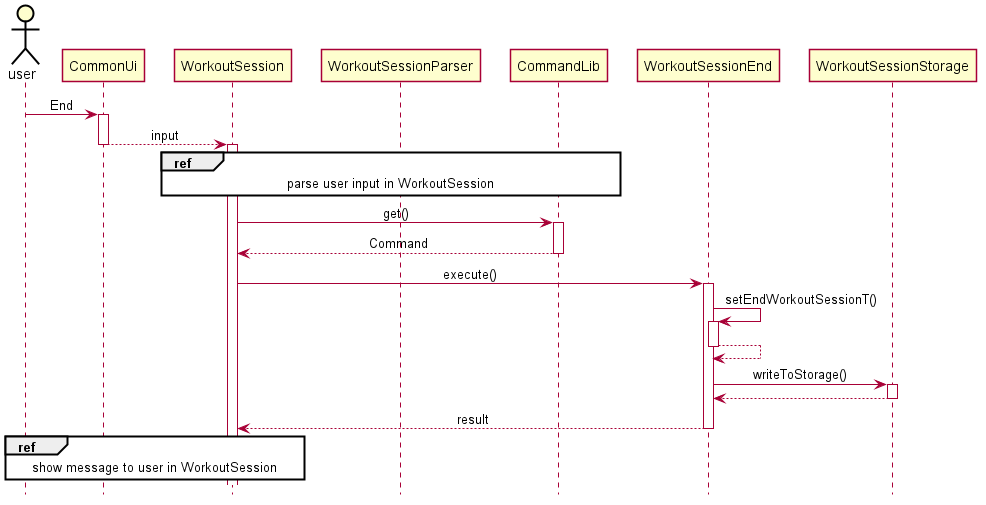 user
CommonUi
WorkoutSession
WorkoutSessionParser
CommandLib
WorkoutSessionEnd
WorkoutSessionStorage
End
input
ref
parse user input in WorkoutSession
get()
Command
execute()
setEndWorkoutSessionT()
writeToStorage()
result
ref
show message to user in WorkoutSession